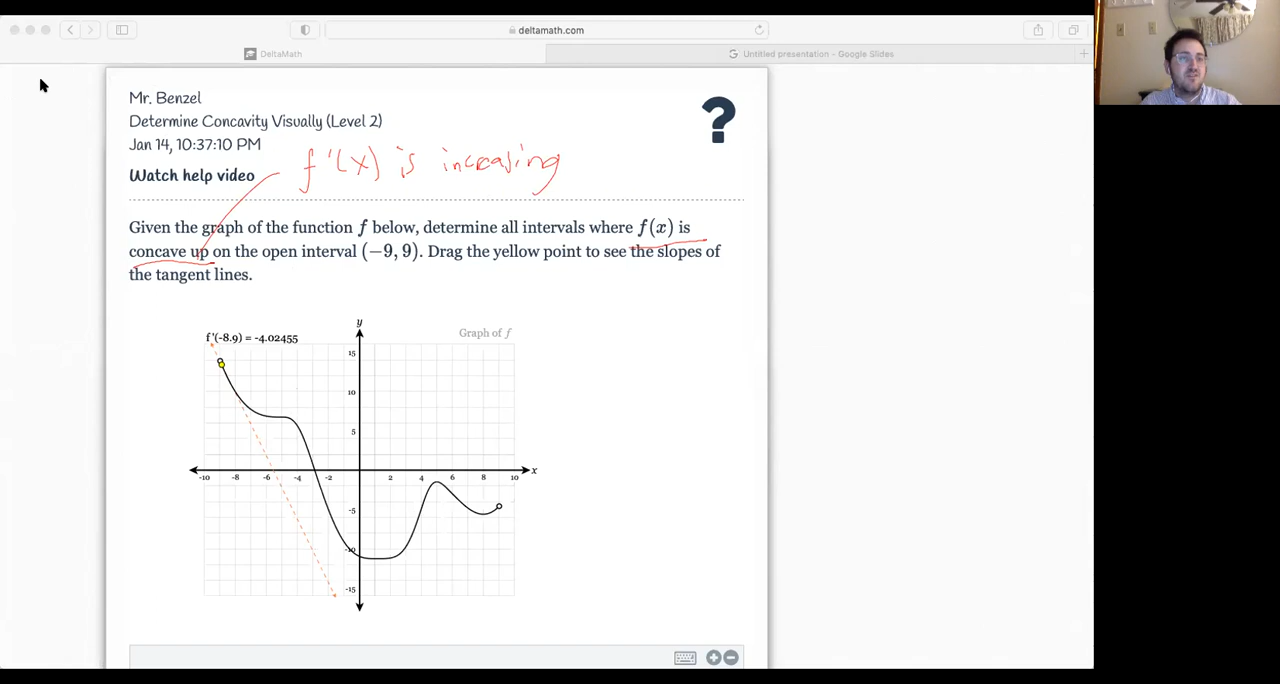 deltamath.com
DeltaMath
Untitled presentation - Google Slides
Mr. Benzel
Determine Concavity Visually (Level 2)
Jan 14, 10:37:10 PM
?
f'(x) is increasing
Watch help video
Given the graph of the function f below, determine all intervals where f(x) is
concave up on the open interval (−9, 9). Drag the yellow point to see the slopes of
the tangent lines.
y
f'(-8.9) = -4.02455
Graph of f
15
10
5
x
-10 -8 -6 -4 -2 2 4 6 8 10
-5
-10
-15